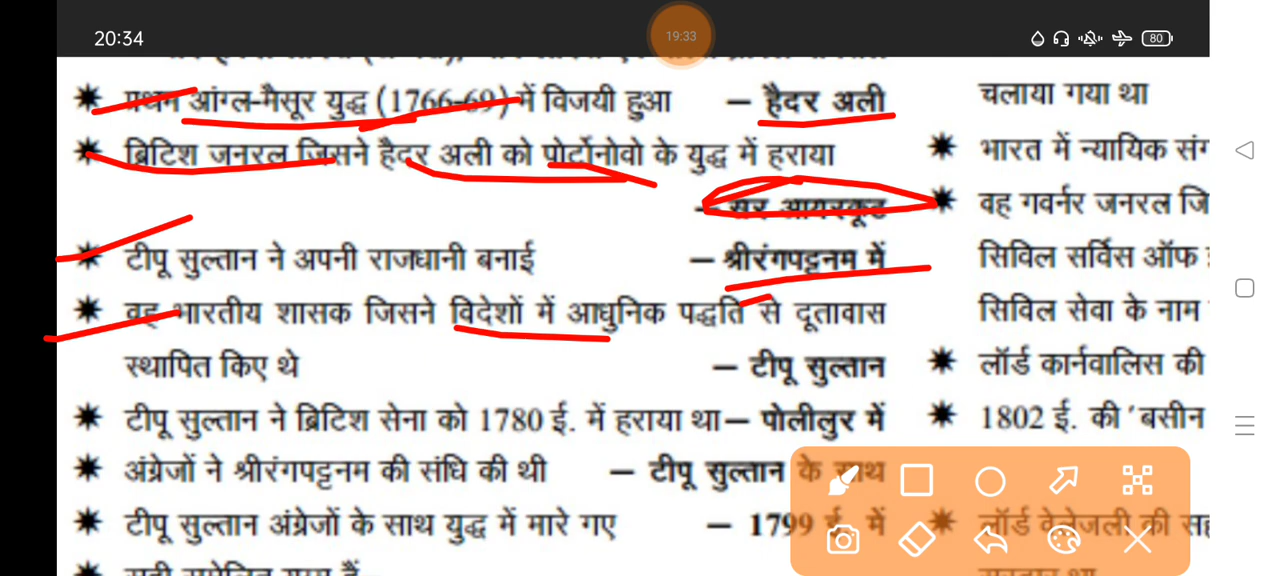 20:34
19:33
80
प्रथम आंग्ल-मैसूर युद्ध (1766-69) में विजयी हुआ — हैदर अली
ब्रिटिश जनरल जिसने हैदर अली को पोर्टोनोवो के युद्ध में हराया
— सर आयरकूट
टीपू सुल्तान ने अपनी राजधानी बनाई — श्रीरंगपट्टनम में
वह भारतीय शासक जिसने विदेशों में आधुनिक पद्धति से दूतावास
स्थापित किए थे — टीपू सुल्तान
टीपू सुल्तान ने ब्रिटिश सेना को 1780 ई. में हराया था— पोलीलुर में
अंग्रेजों ने श्रीरंगपट्टनम की संधि की थी — टीपू सुल्तान के साथ
टीपू सुल्तान अंग्रेजों के साथ युद्ध में मारे गए — 1799 ई. में
चलाया गया था
भारत में न्यायिक
वह गवर्नर जनरल
सिविल सर्विस ऑफ
सिविल सेवा के नाम
लॉर्ड कार्नवालिस की
1802 ई. की 'बसीन
लॉर्ड वेलेजली की